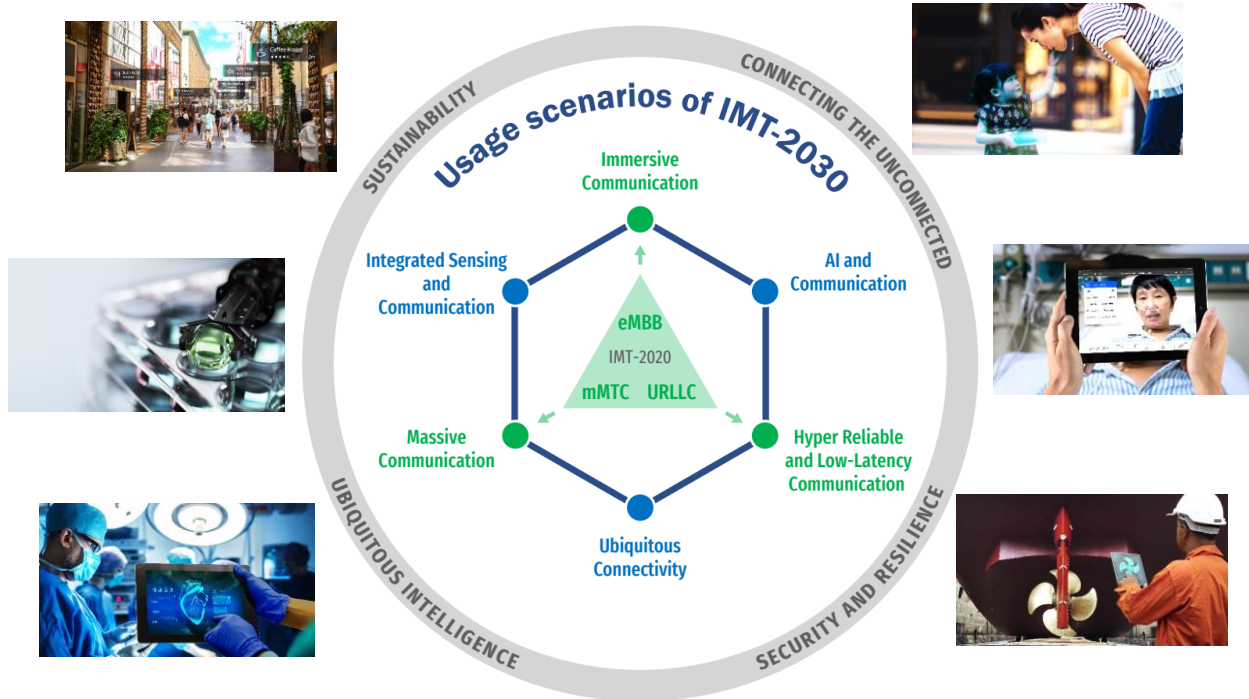 Coffee House
SUSTAINABILITY
CONNECTING THE UNCONNECTED
Usage scenarios of IMT-2030
Immersive
Communication
Integrated Sensing
and
Communication
AI and
Communication
eMBB
IMT-2020
mMTC URLLC
Massive
Communication
Hyper Reliable
and Low-Latency
Communication
Ubiquitous
Connectivity
UBIQUITOUS INTELLIGENCE
SECURITY AND RESILIENCE